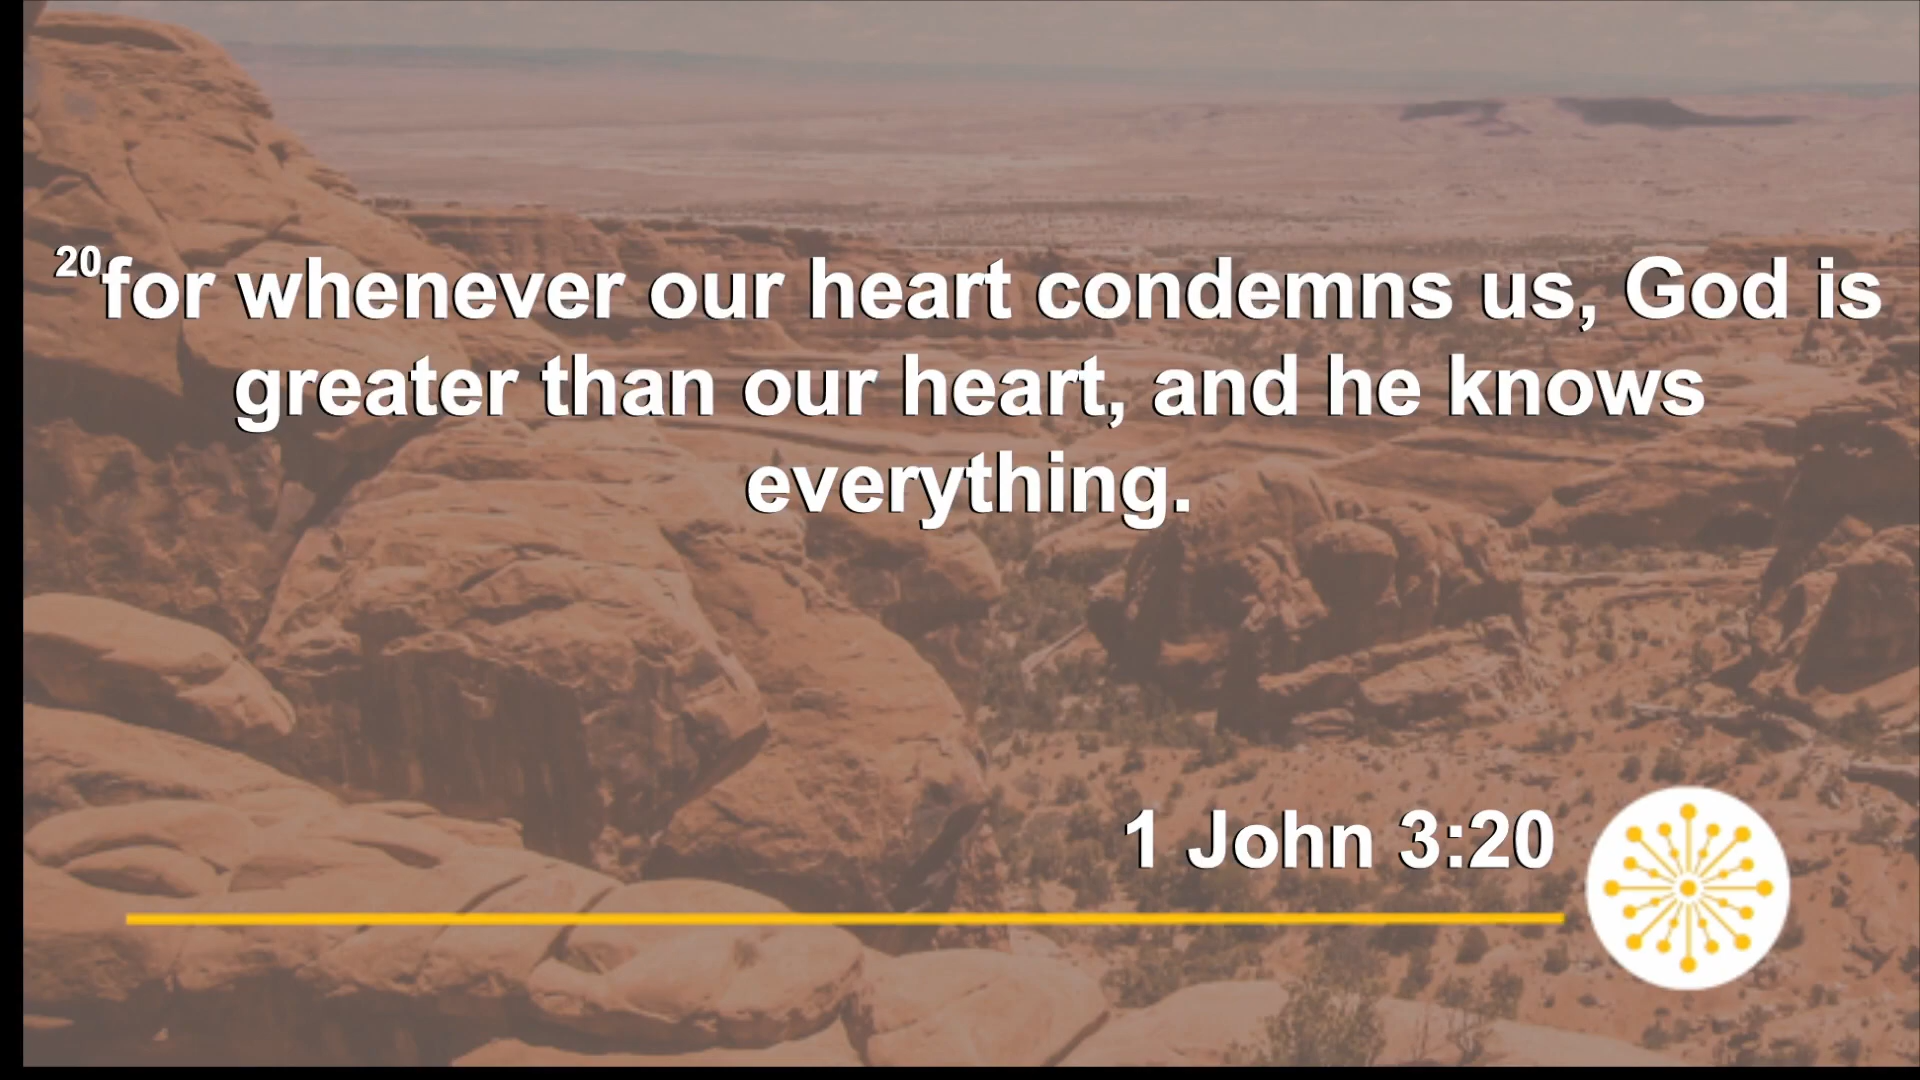 20for whenever our heart condemns us, God is
greater than our heart, and he knows
everything.
1 John 3:20